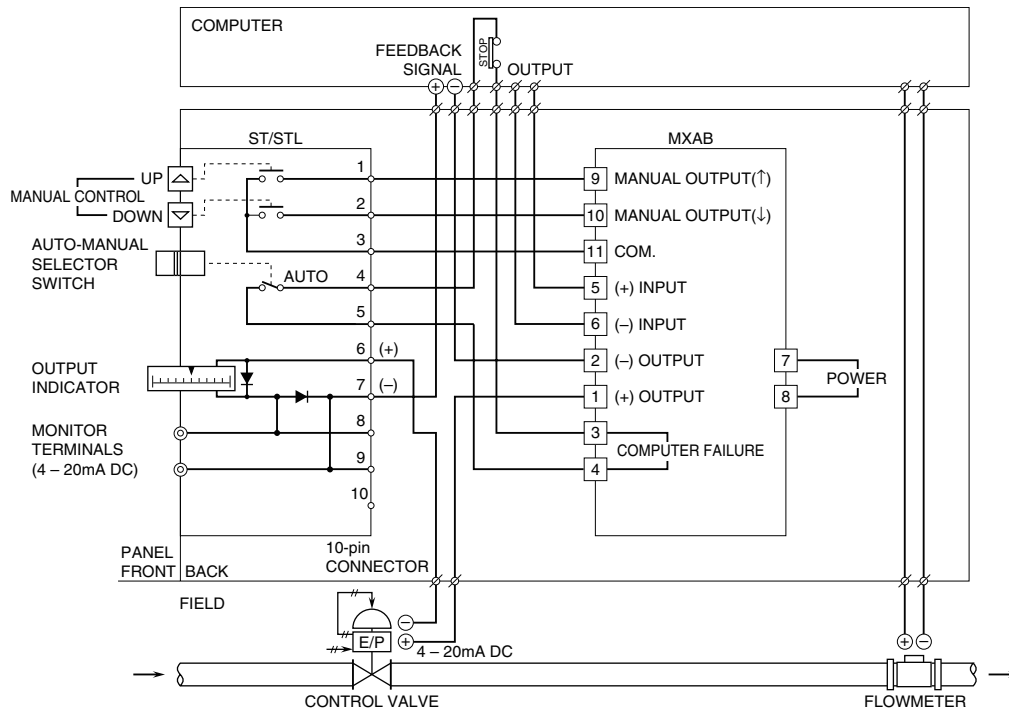 COMPUTER
FEEDBACK
SIGNAL
+
–
STOP
OUTPUT
ST/STL
MXAB
UP
MANUAL CONTROL
DOWN
AUTO-MANUAL
SELECTOR
SWITCH
AUTO
OUTPUT
INDICATOR
MONITOR
TERMINALS
(4 – 20mA DC)
1
2
3
4
5
6 (+)
7 (–)
8
9
10
10-pin
CONNECTOR
9 MANUAL OUTPUT(↑)
10 MANUAL OUTPUT(↓)
11 COM.
5 (+) INPUT
6 (–) INPUT
2 (–) OUTPUT
1 (+) OUTPUT
3
COMPUTER FAILURE
4
7
POWER
8
PANEL
FRONT BACK
FIELD
E/P
–
+
4 – 20mA DC
CONTROL VALVE
+
–
FLOWMETER